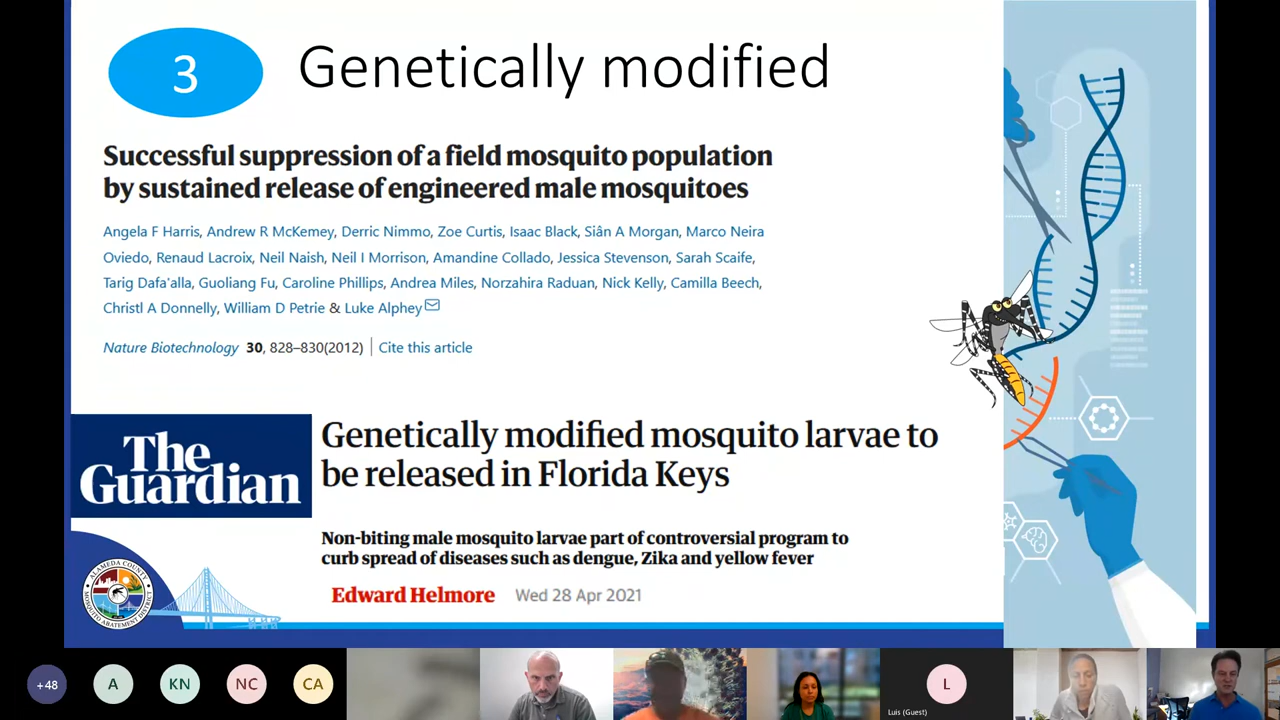 3
Genetically modified
Successful suppression of a field mosquito population
by sustained release of engineered male mosquitoes
Angela F Harris, Andrew R McKemey, Derric Nimmo, Zoe Curtis, Isaac Black, Siân A Morgan, Marco Neira
Oviedo, Renaud Lacroix, Neil Naish, Neil I Morrison, Amandine Collado, Jessica Stevenson, Sarah Scaife,
Tarig Dafa'alla, Guoliang Fu, Caroline Phillips, Andrea Miles, Norzahira Raduan, Nick Kelly, Camilla Beech,
Christl A Donnelly, William D Petrie & Luke Alphey
Nature Biotechnology 30, 828–830(2012) | Cite this article
The
Guardian
Genetically modified mosquito larvae to
be released in Florida Keys
Non-biting male mosquito larvae part of controversial program to
curb spread of diseases such as dengue, Zika and yellow fever
Edward Helmore Wed 28 Apr 2021
ALAMEDA COUNTY
MOSQUITO ABATEMENT DISTRICT
+48
A
KN
NC
CA
L
Luis (Guest)